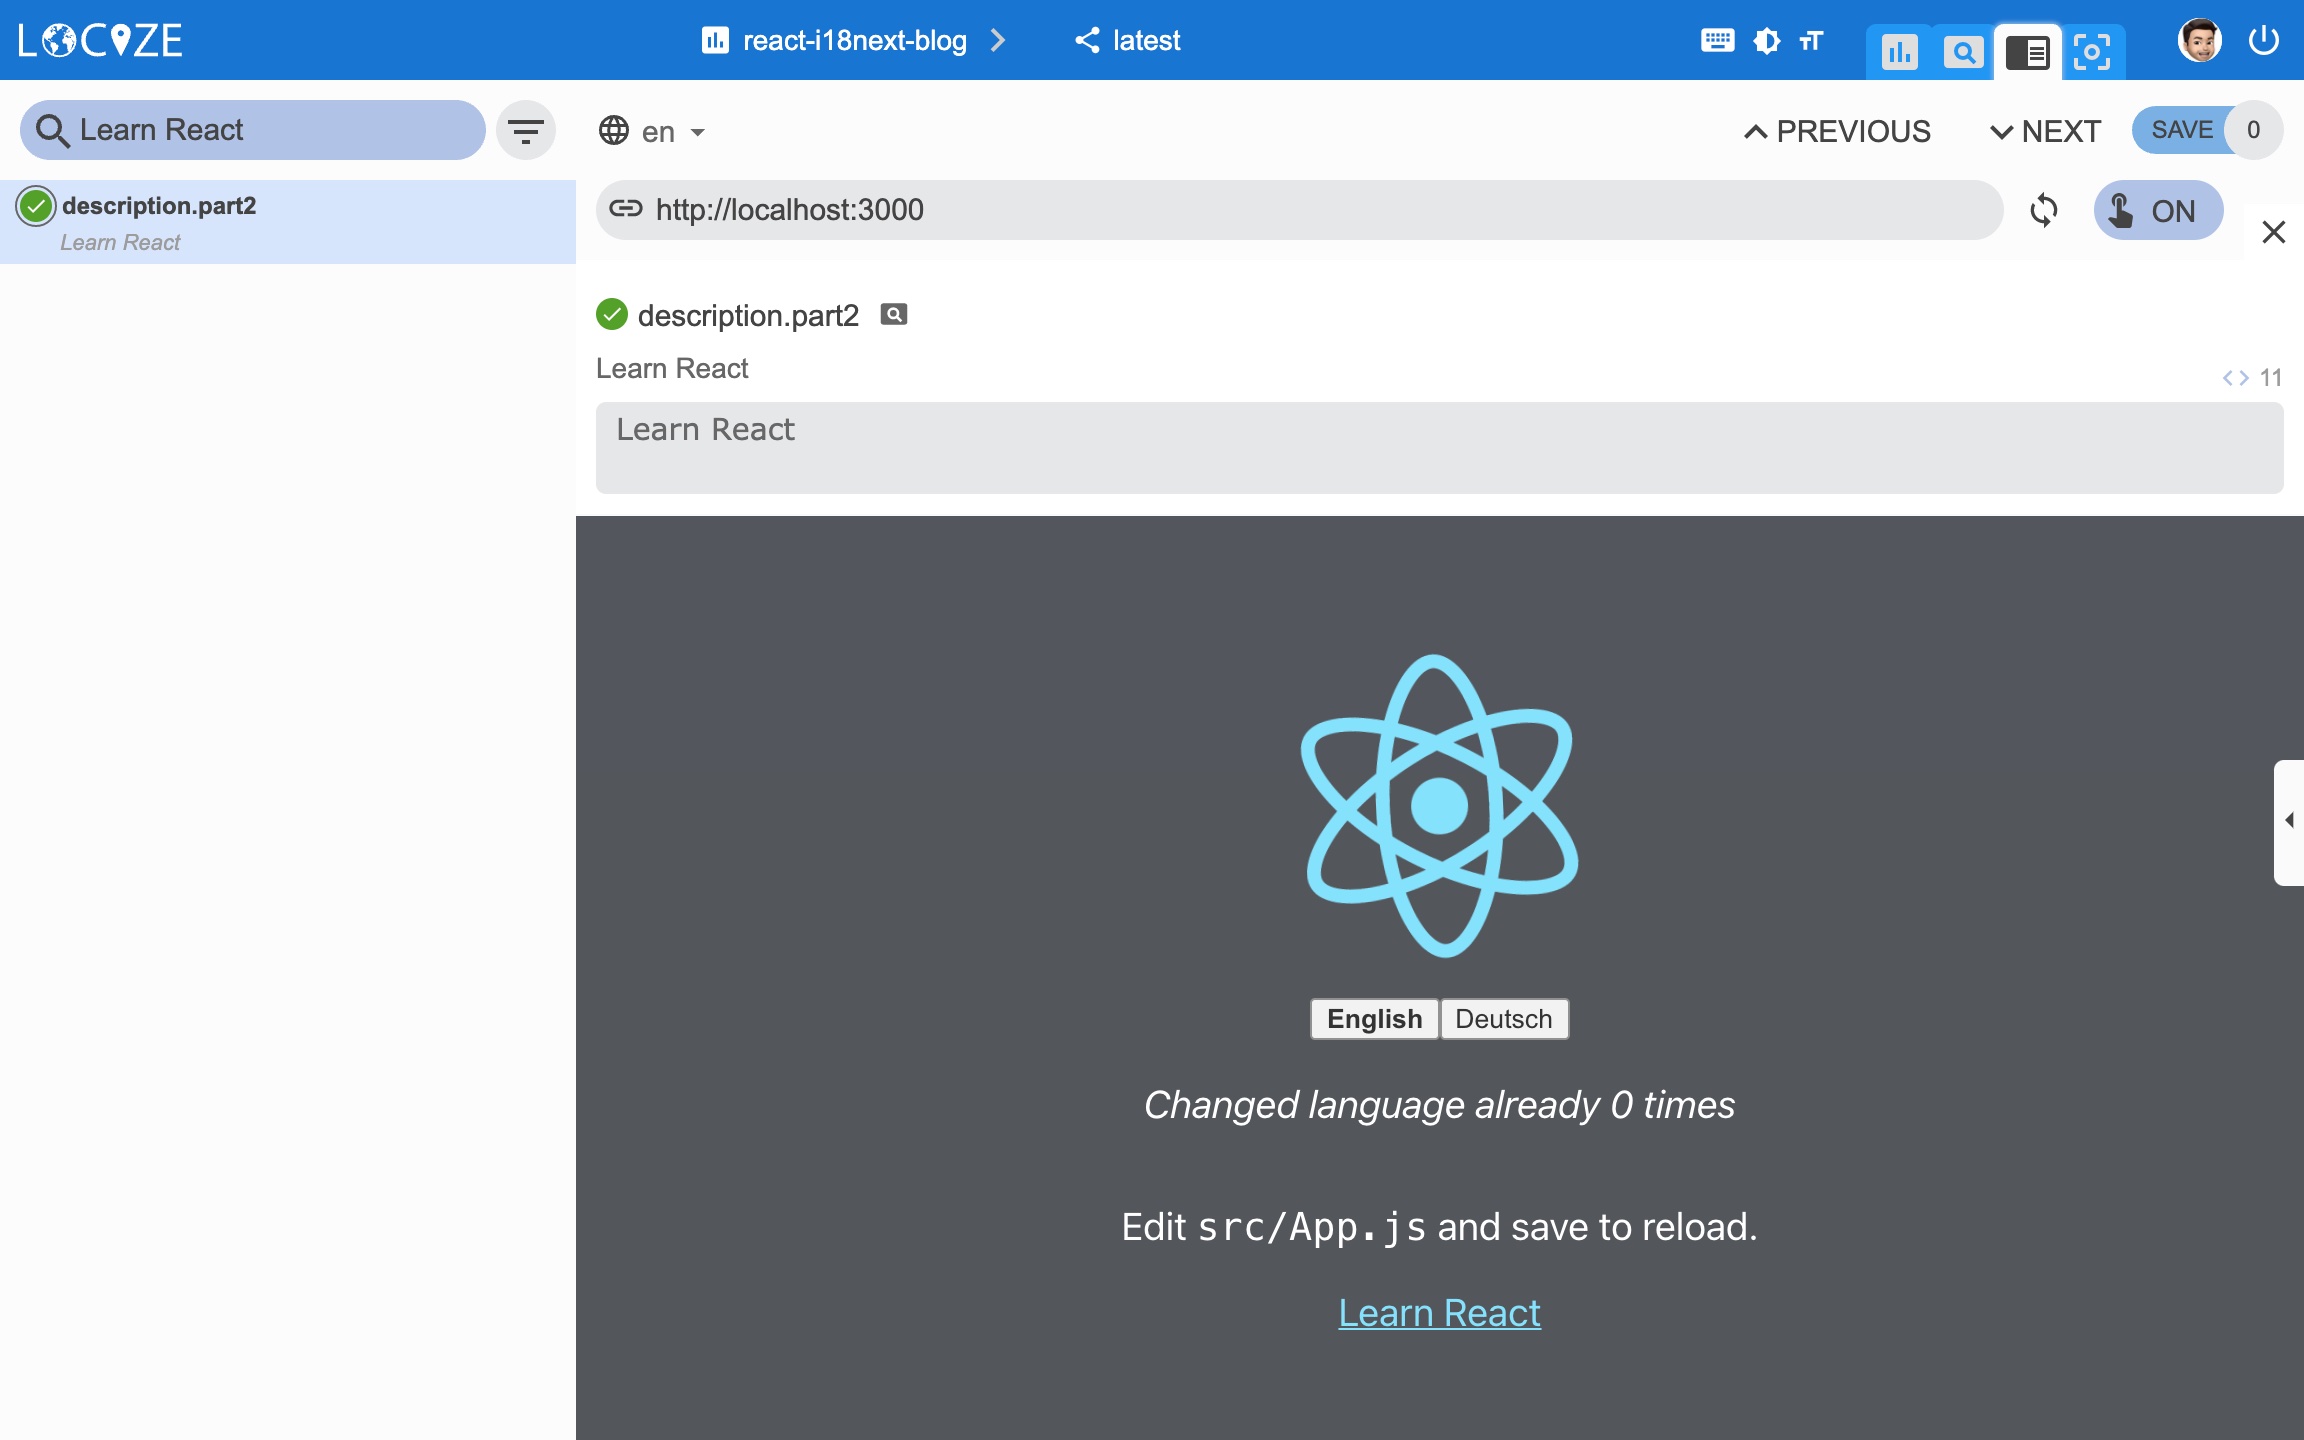 LOCIZE
react-i18next-blog
latest
Learn React
en
PREVIOUS
NEXT
SAVE
0
description.part2
Learn React
http://localhost:3000
ON
description.part2
Learn React
11
Learn React
English
Deutsch
Changed language already 0 times
Edit src/App.js and save to reload.
Learn React